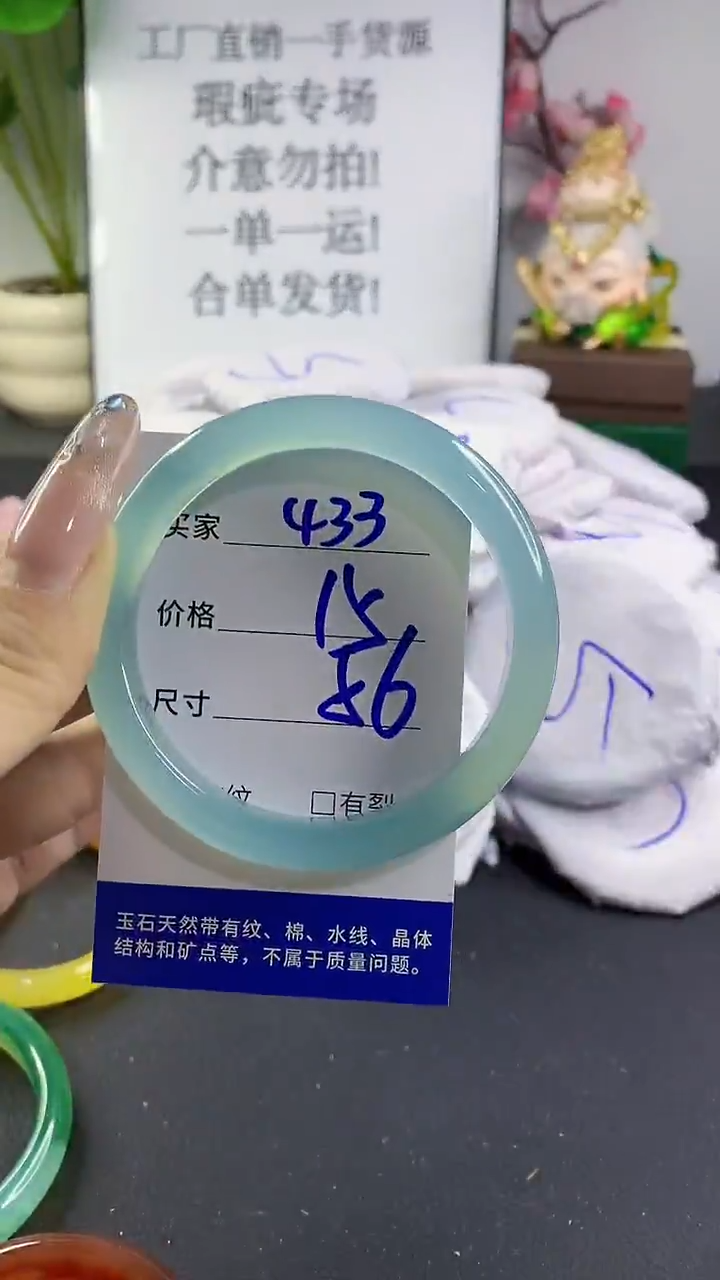 工厂直销一手货源
瑕疵专场
介意勿拍!
一单一运!
合单发货!
买家 433
价格 15
尺寸 56
纹 □有裂
玉石天然带有纹、棉、水线、晶体
结构和矿点等，不属于质量问题。